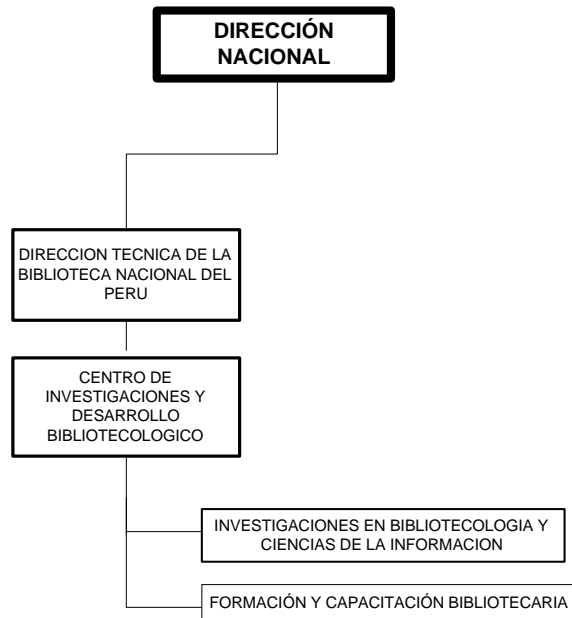 DIRECCIÓN
NACIONAL
DIRECCION TECNICA DE LA
BIBLIOTECA NACIONAL DEL
PERU
CENTRO DE
INVESTIGACIONES Y
DESARROLLO
BIBLIOTECOLOGICO
INVESTIGACIONES EN BIBLIOTECOLOGIA Y
CIENCIAS DE LA INFORMACION
FORMACIÓN Y CAPACITACIÓN BIBLIOTECARIA